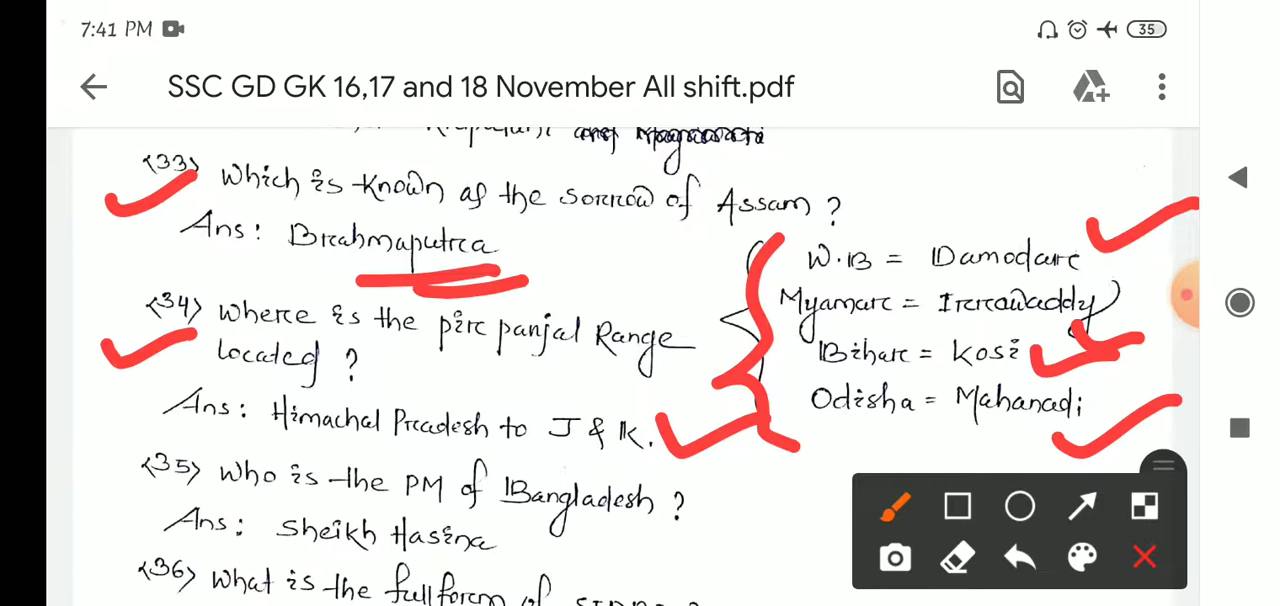 7:41 PM
35
SSC GD GK 16,17 and 18 November All shift.pdf
and
<33> Which is known as the sorrow of Assam ?
Ans : Brahmaputra
W.B = Damodar
Myamar = Irrawaddy
Bihar = Kosi
Odisha = Mahanadi
<34> Where is the pir panjal Range
located ?
Ans : Himachal Pradesh to J & K.
<35> Who is the PM of Bangladesh ?
Ans : Sheikh Hasina
<36> What is the full form of